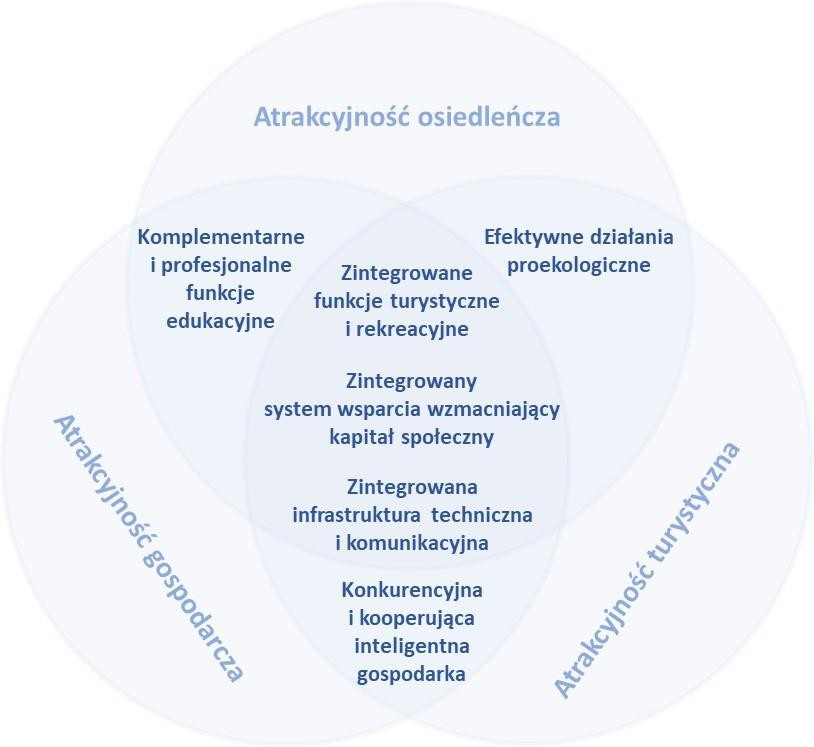 Atrakcyjność osiedleńcza
Komplementarne
i profesjonalne
funkcje
edukacyjne
Efektywne działania
proekologiczne
Zintegrowane
funkcje turystyczne
i rekreacyjne
Zintegrowany
system wsparcia wzmacniający
kapitał społeczny
Zintegrowana
infrastruktura techniczna
i komunikacyjna
Konkurencyjna
i kooperująca
inteligentna
gospodarka
Atrakcyjność gospodarcza
Atrakcyjność turystyczna